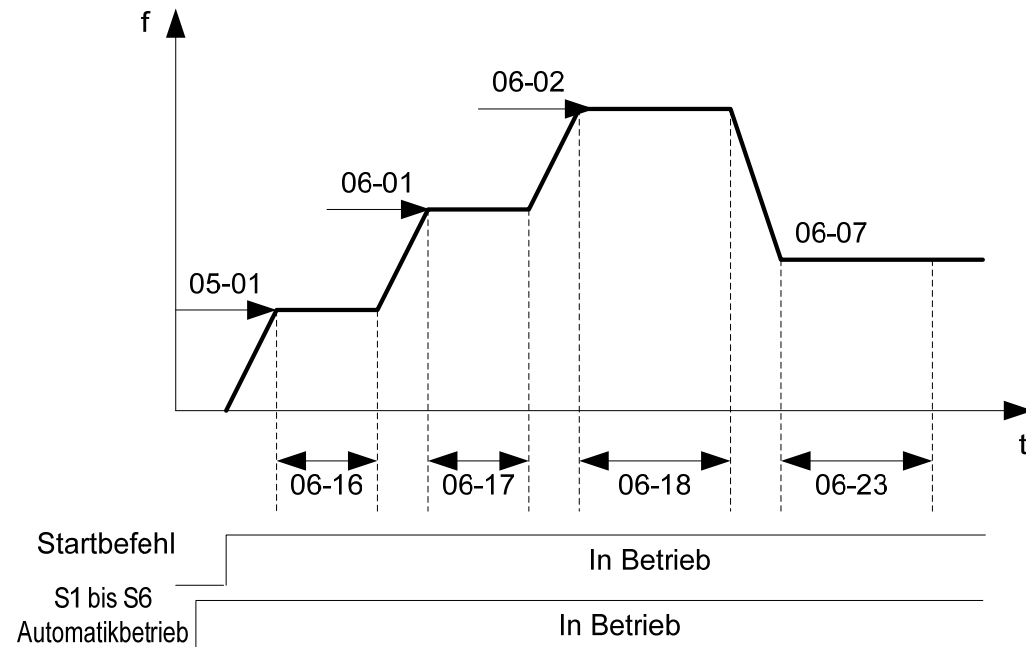 f
06-02
06-01
06-07
05-01
t
06-16
06-17
06-18
06-23
Startbefehl
In Betrieb
S1 bis S6
Automatikbetrieb
In Betrieb